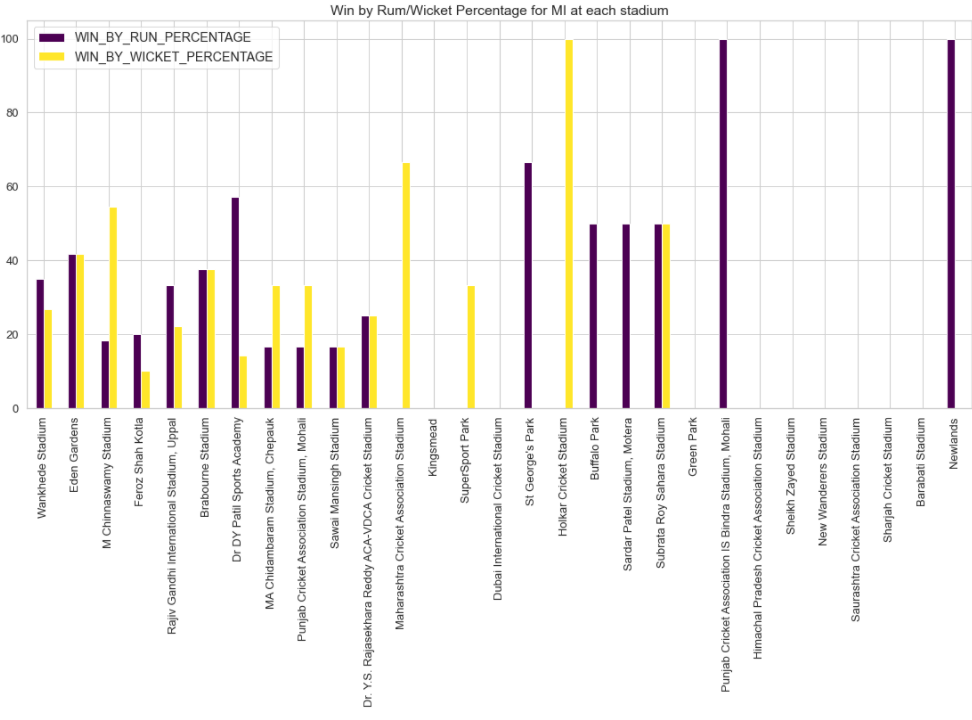 Win by Rum/Wicket Percentage for MI at each stadium
WIN_BY_RUN_PERCENTAGE
WIN_BY_WICKET_PERCENTAGE
100
80
60
40
20
0
Wankhede Stadium
Eden Gardens
M Chinnaswamy Stadium
Feroz Shah Kotla
Rajiv Gandhi International Stadium, Uppal
Brabourne Stadium
Dr DY Patil Sports Academy
MA Chidambaram Stadium, Chepauk
Punjab Cricket Association Stadium, Mohali
Sawai Mansingh Stadium
Dr. Y.S. Rajasekhara Reddy ACA-VDCA Cricket Stadium
Maharashtra Cricket Association Stadium
Kingsmead
SuperSport Park
Dubai International Cricket Stadium
St George's Park
Holkar Cricket Stadium
Buffalo Park
Sardar Patel Stadium, Motera
Subrata Roy Sahara Stadium
Green Park
Punjab Cricket Association IS Bindra Stadium, Mohali
Himachal Pradesh Cricket Association Stadium
Sheikh Zayed Stadium
New Wanderers Stadium
Saurashtra Cricket Association Stadium
Sharjah Cricket Stadium
Barabati Stadium
Newlands